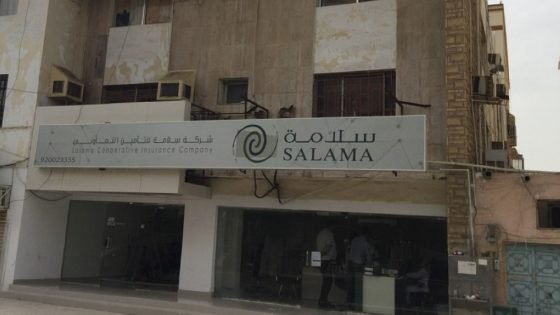 شركة سلامة للتأمين التعاوني
Salama Cooperative Insurance Company
920023355
سلامة
SALAMA